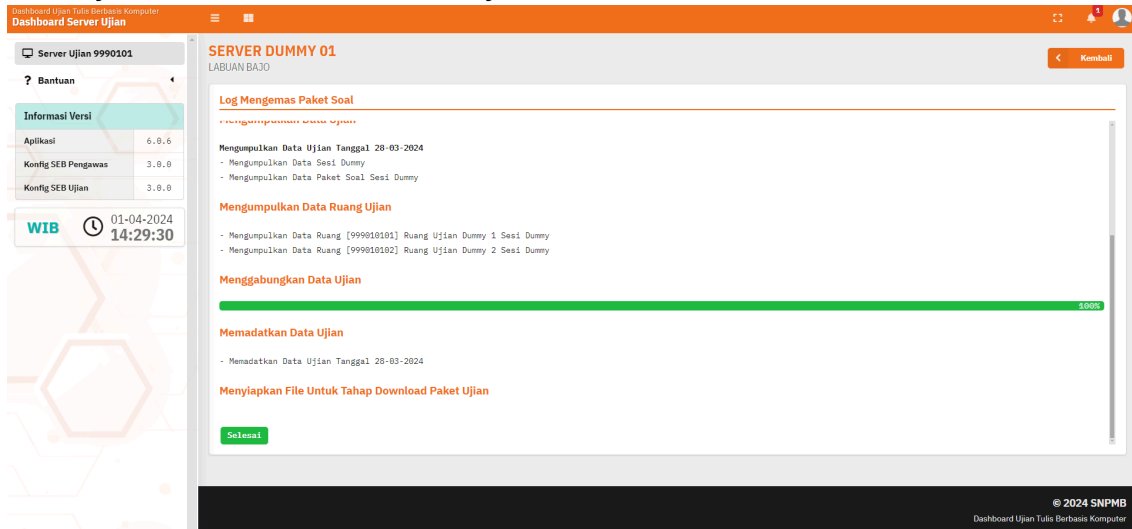 Dashboard Ujian Tulis Berbasis Komputer
Dashboard Server Ujian
1
Server Ujian 9990101
? Bantuan
Informasi Versi
Aplikasi 6.0.6
Konfig SEB Pengawas 3.0.0
Konfig SEB Ujian 3.0.0
WIB 01-04-2024
14:29:30
SERVER DUMMY 01
LABUAN BAJO
Kembali
Log Mengemas Paket Soal
Mengumpulkan Data Ujian
Mengumpulkan Data Ujian Tanggal 28-03-2024
- Mengumpulkan Data Sesi Dummy
- Mengumpulkan Data Paket Soal Sesi Dummy
Mengumpulkan Data Ruang Ujian
- Mengumpulkan Data Ruang [999010101] Ruang Ujian Dummy 1 Sesi Dummy
- Mengumpulkan Data Ruang [999010102] Ruang Ujian Dummy 2 Sesi Dummy
Menggabungkan Data Ujian
100%
Memadatkan Data Ujian
- Memadatkan Data Ujian Tanggal 28-03-2024
Menyiapkan File Untuk Tahap Download Paket Ujian
Selesai
© 2024 SNPMB
Dashboard Ujian Tulis Berbasis Komputer